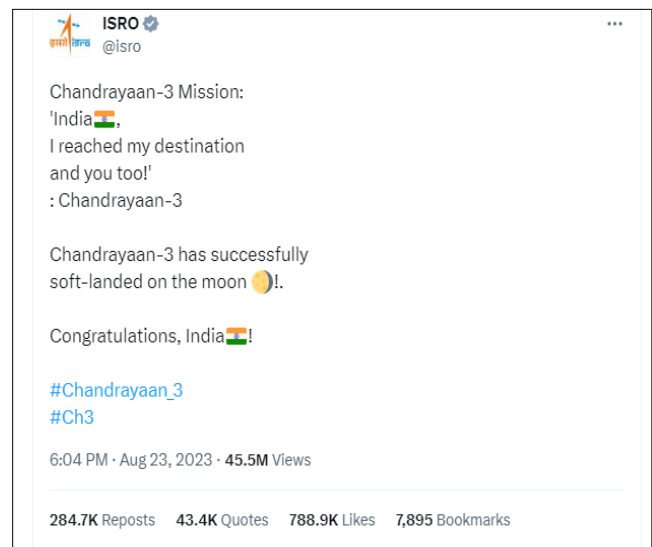 ISRO
@isro
इसरो isro
Chandrayaan-3 Mission:
'India🇮🇳,
I reached my destination
and you too!'
: Chandrayaan-3
Chandrayaan-3 has successfully
soft-landed on the moon 🌖!.
Congratulations, India🇮🇳!
#Chandrayaan_3
#Ch3
6:04 PM · Aug 23, 2023 · 45.5M Views
284.7K Reposts 43.4K Quotes 788.9K Likes 7,895 Bookmarks